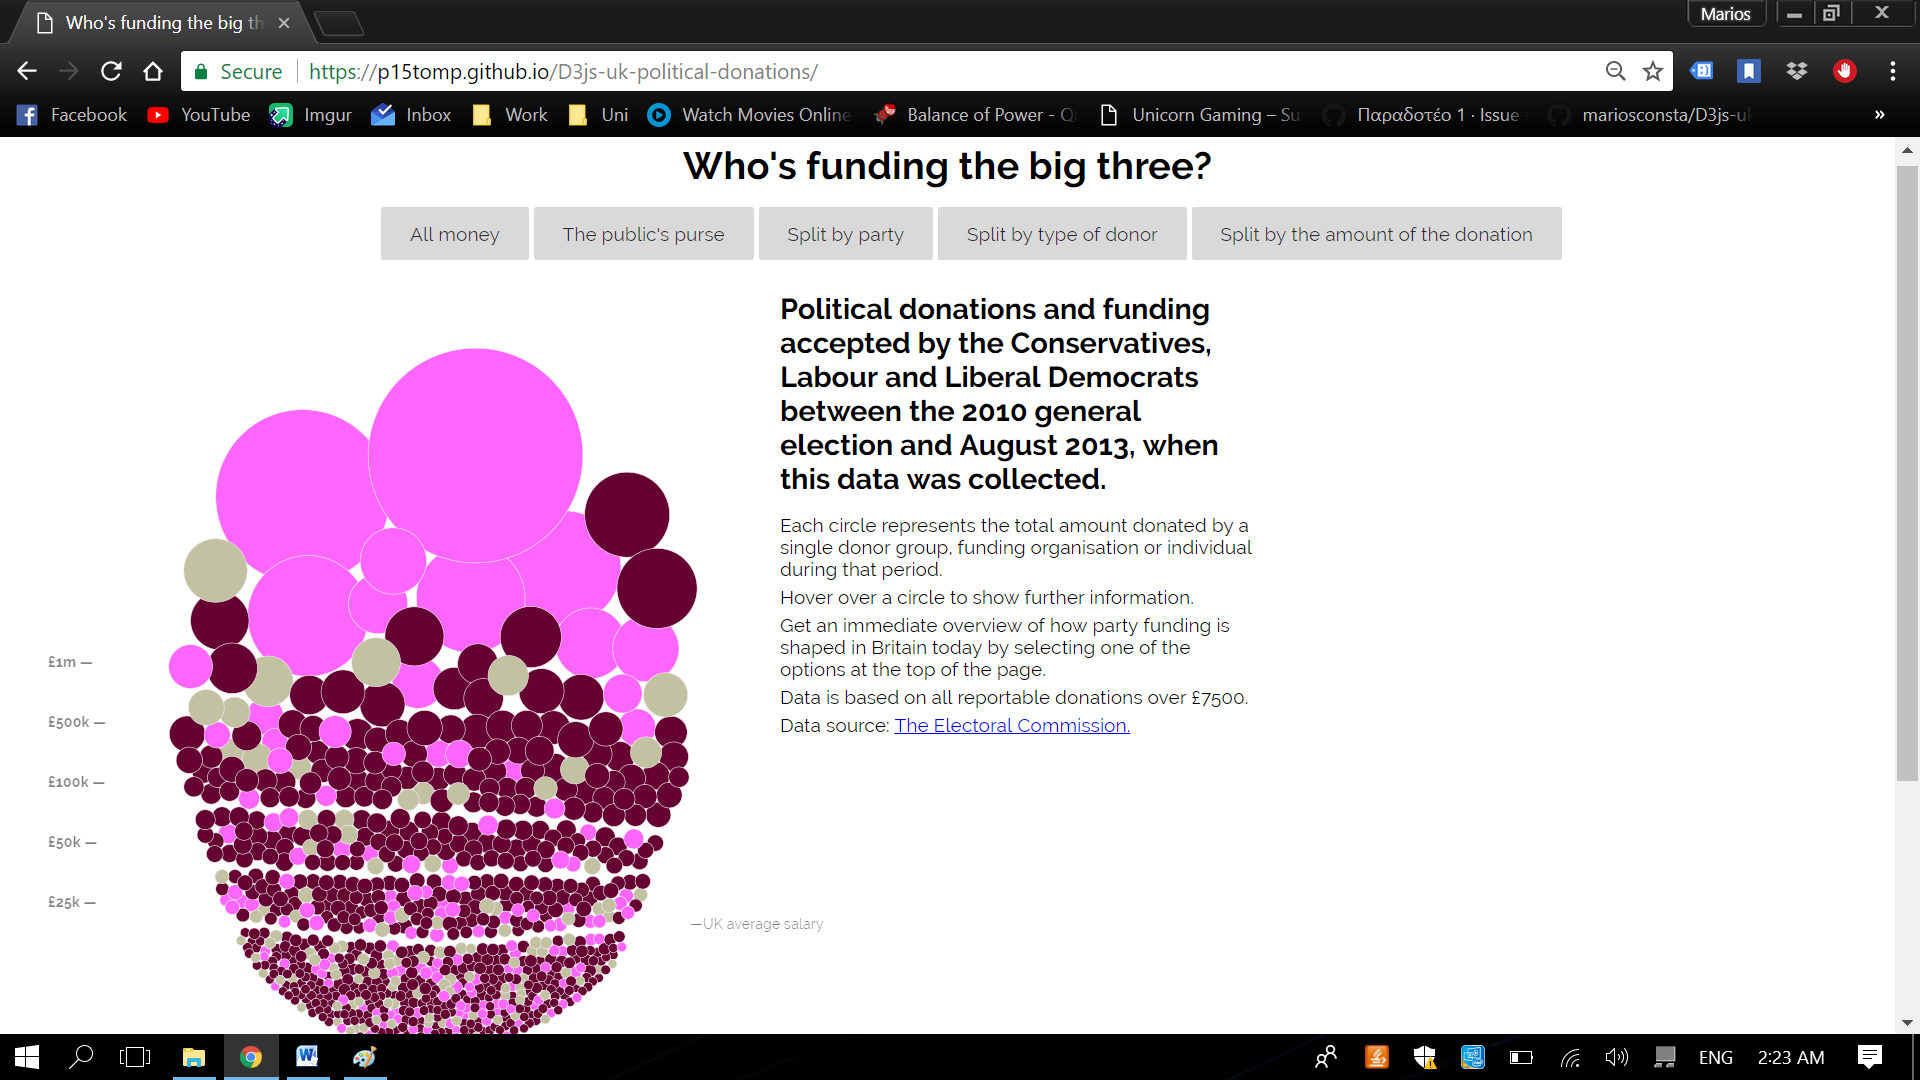 Who's funding the big th
Marios
Secure
https://p15tomp.github.io/D3js-uk-political-donations/
Facebook
YouTube
Imgur
Inbox
Work
Uni
Watch Movies Online
Balance of Power - Q
Unicorn Gaming – Su
Παραδοτέο 1 · Issue
mariosconsta/D3js-uk
»
Who's funding the big three?
All money
The public's purse
Split by party
Split by type of donor
Split by the amount of the donation
Political donations and funding
accepted by the Conservatives,
Labour and Liberal Democrats
between the 2010 general
election and August 2013, when
this data was collected.
Each circle represents the total amount donated by a
single donor group, funding organisation or individual
during that period.
Hover over a circle to show further information.
Get an immediate overview of how party funding is
shaped in Britain today by selecting one of the
options at the top of the page.
Data is based on all reportable donations over £7500.
Data source: The Electoral Commission.
£1m —
£500k —
£100k —
£50k —
£25k —
—UK average salary
ENG
2:23 AM